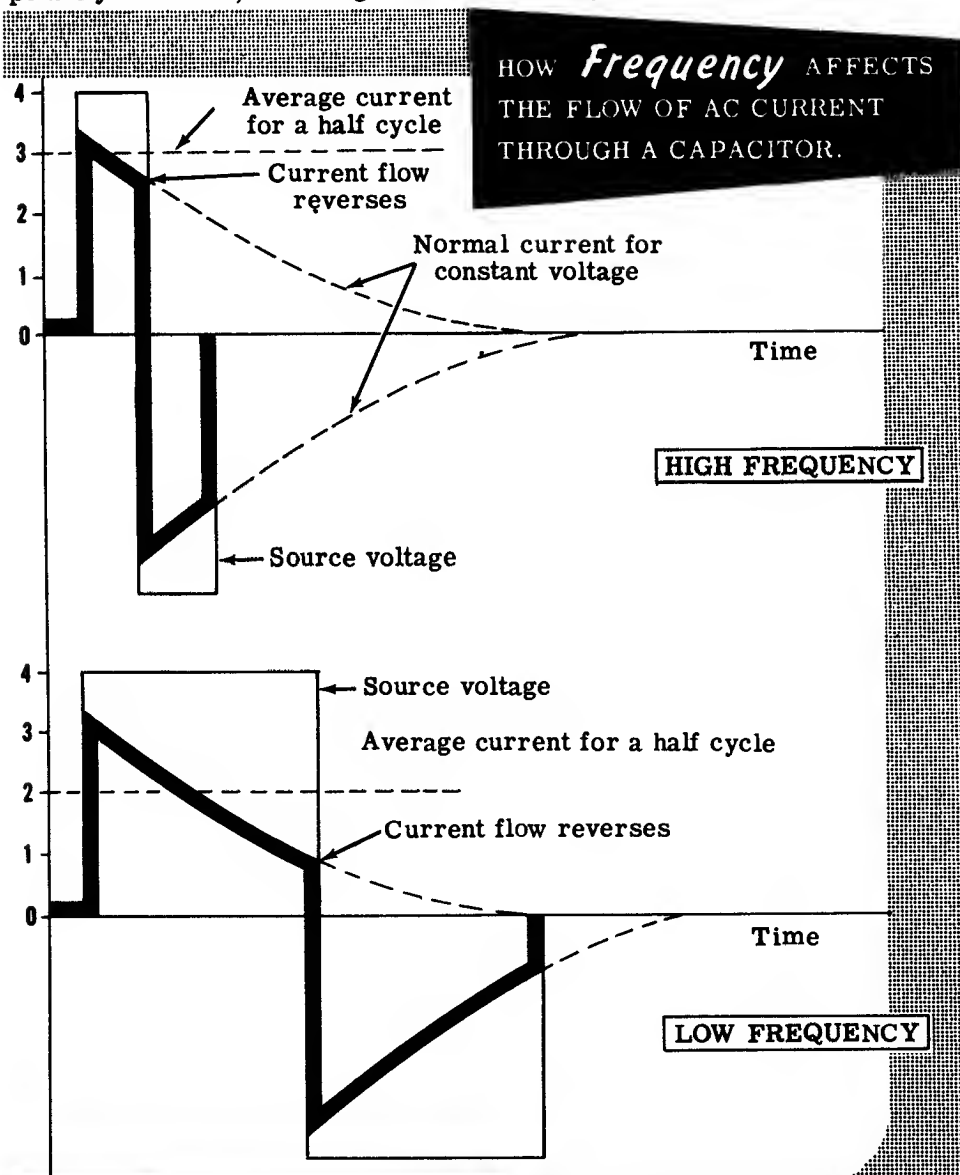 HOW Frequency AFFECTS
THE FLOW OF AC CURRENT
THROUGH A CAPACITOR.
4
3
2
1
0
Average current
for a half cycle
Current flow
reverses
Normal current for
constant voltage
Time
HIGH FREQUENCY
Source voltage
4
3
2
1
0
Source voltage
Average current for a half cycle
Current flow reverses
Time
LOW FREQUENCY